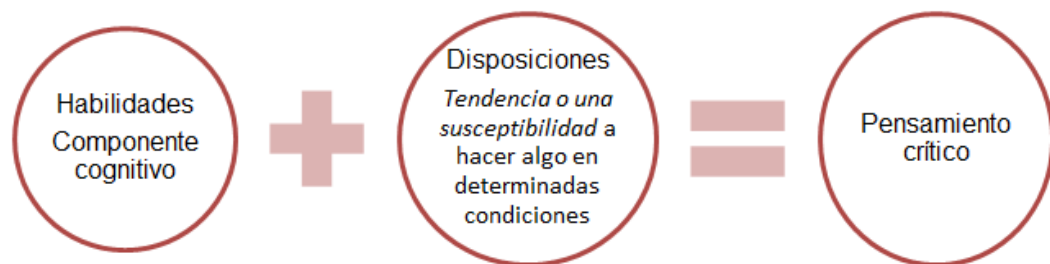 Habilidades
Componente
cognitivo
Disposiciones
Tendencia o una
susceptibilidad a
hacer algo en
determinadas
condiciones
Pensamiento
crítico